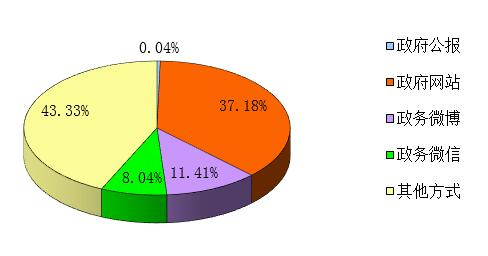 0.04%
政府公报
政府网站
43.33%
37.18%
政务微博
8.04%
11.41%
政务微信
其他方式